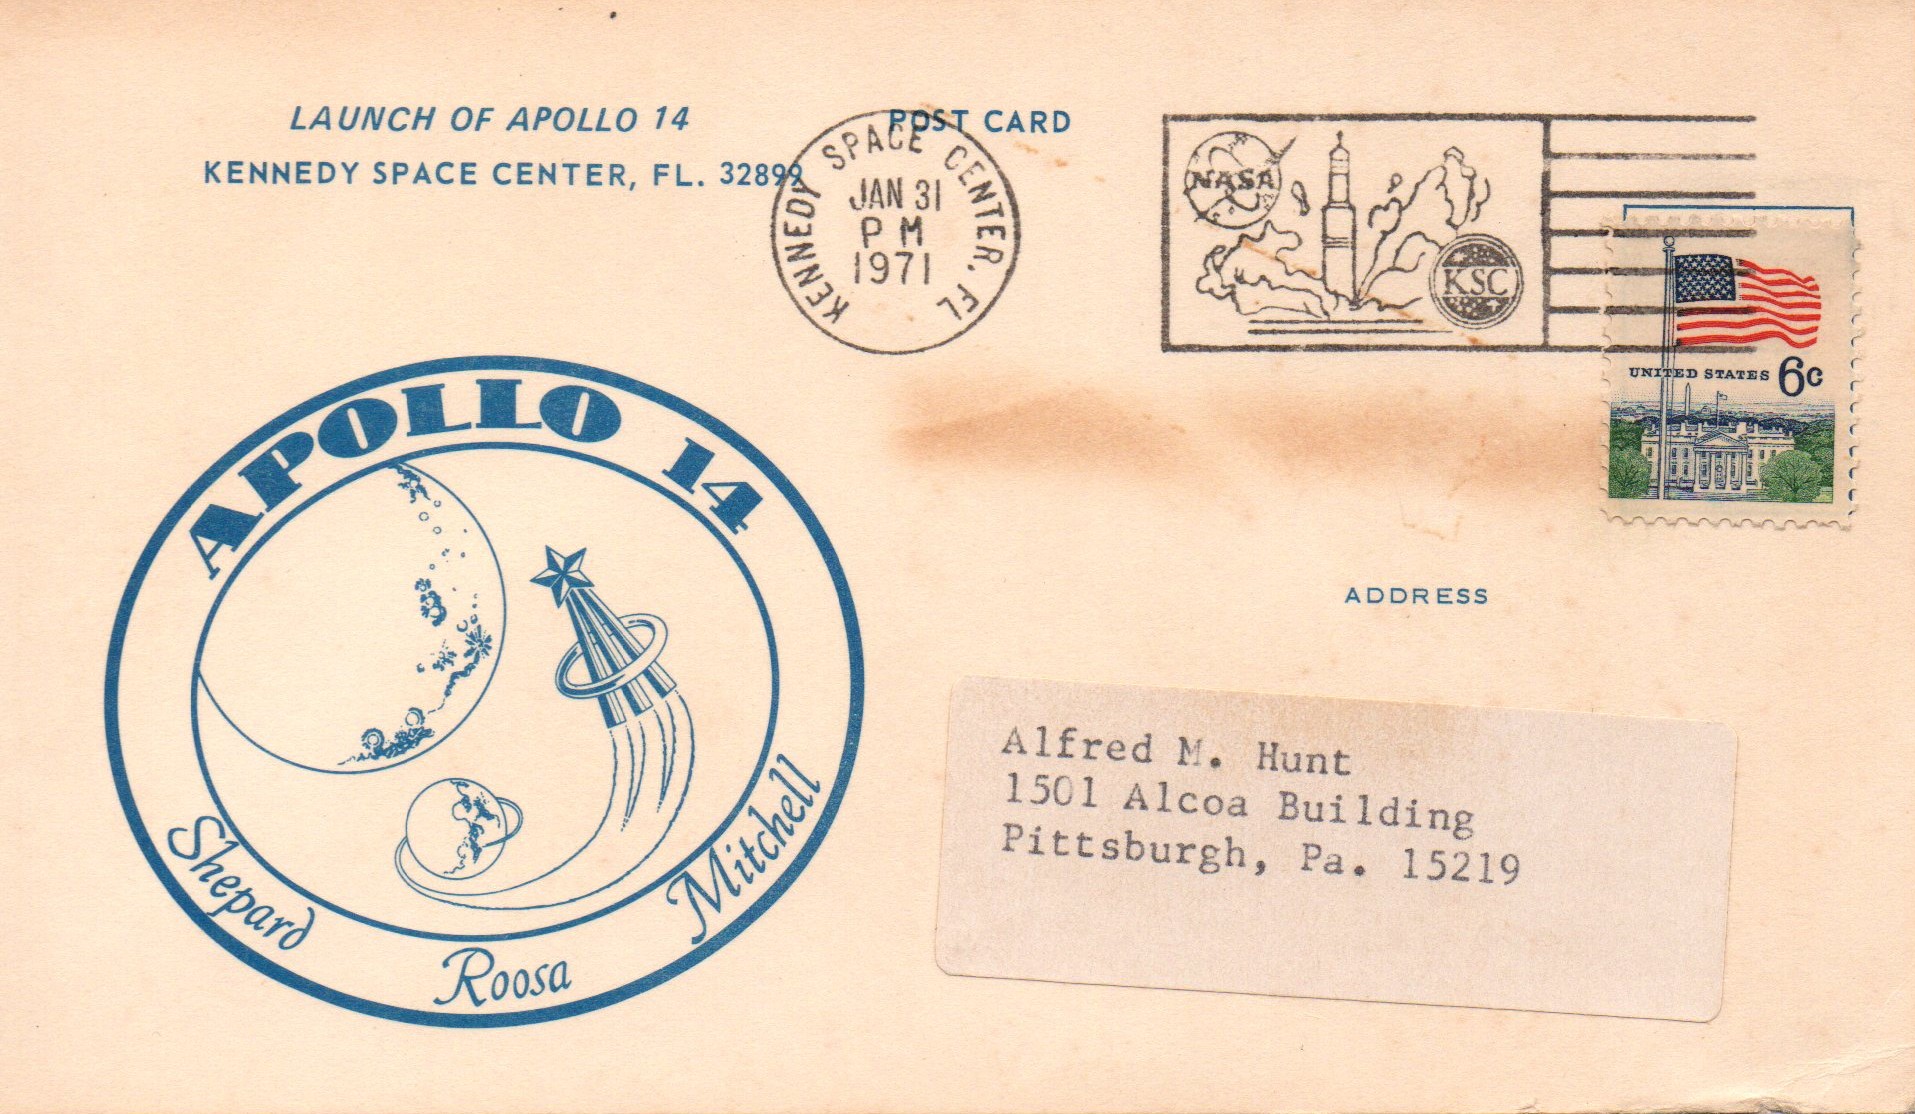 LAUNCH OF APOLLO 14
KENNEDY SPACE CENTER, FL. 32899
POST CARD
KENNEDY SPACE CENTER, FL
JAN 31
PM
1971
NASA
KSC
UNITED STATES 6c
APOLLO 14
Shepard
Roosa
Mitchell
ADDRESS
Alfred M. Hunt
1501 Alcoa Building
Pittsburgh, Pa. 15219